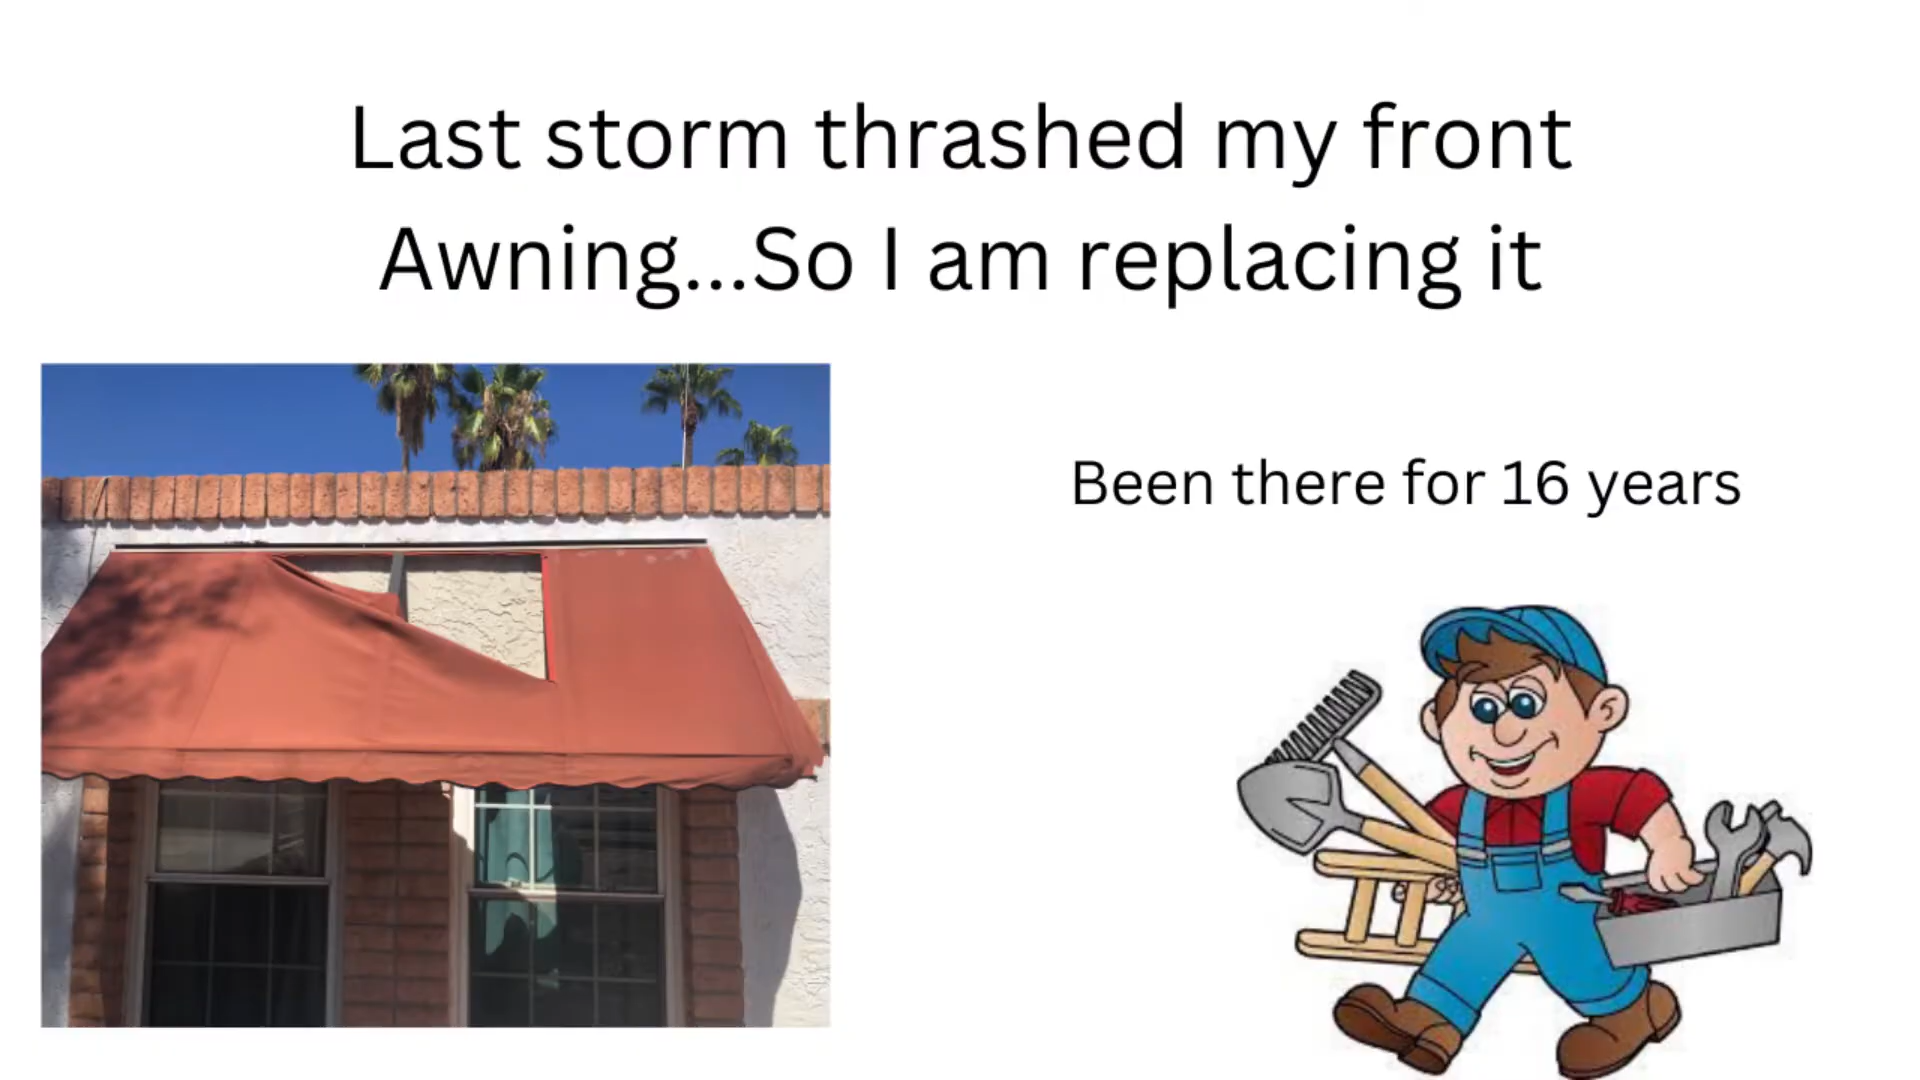 Last storm thrashed my front
Awning...So I am replacing it
Been there for 16 years